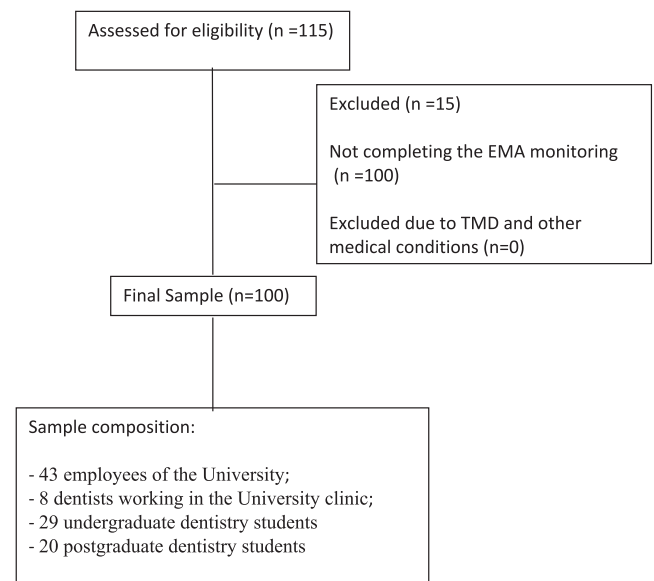 Assessed for eligibility (n =115)
Excluded (n =15)
Not completing the EMA monitoring
(n =100)
Excluded due to TMD and other
medical conditions (n=0)
Final Sample (n=100)
Sample composition:
- 43 employees of the University;
- 8 dentists working in the University clinic;
- 29 undergraduate dentistry students
- 20 postgraduate dentistry students